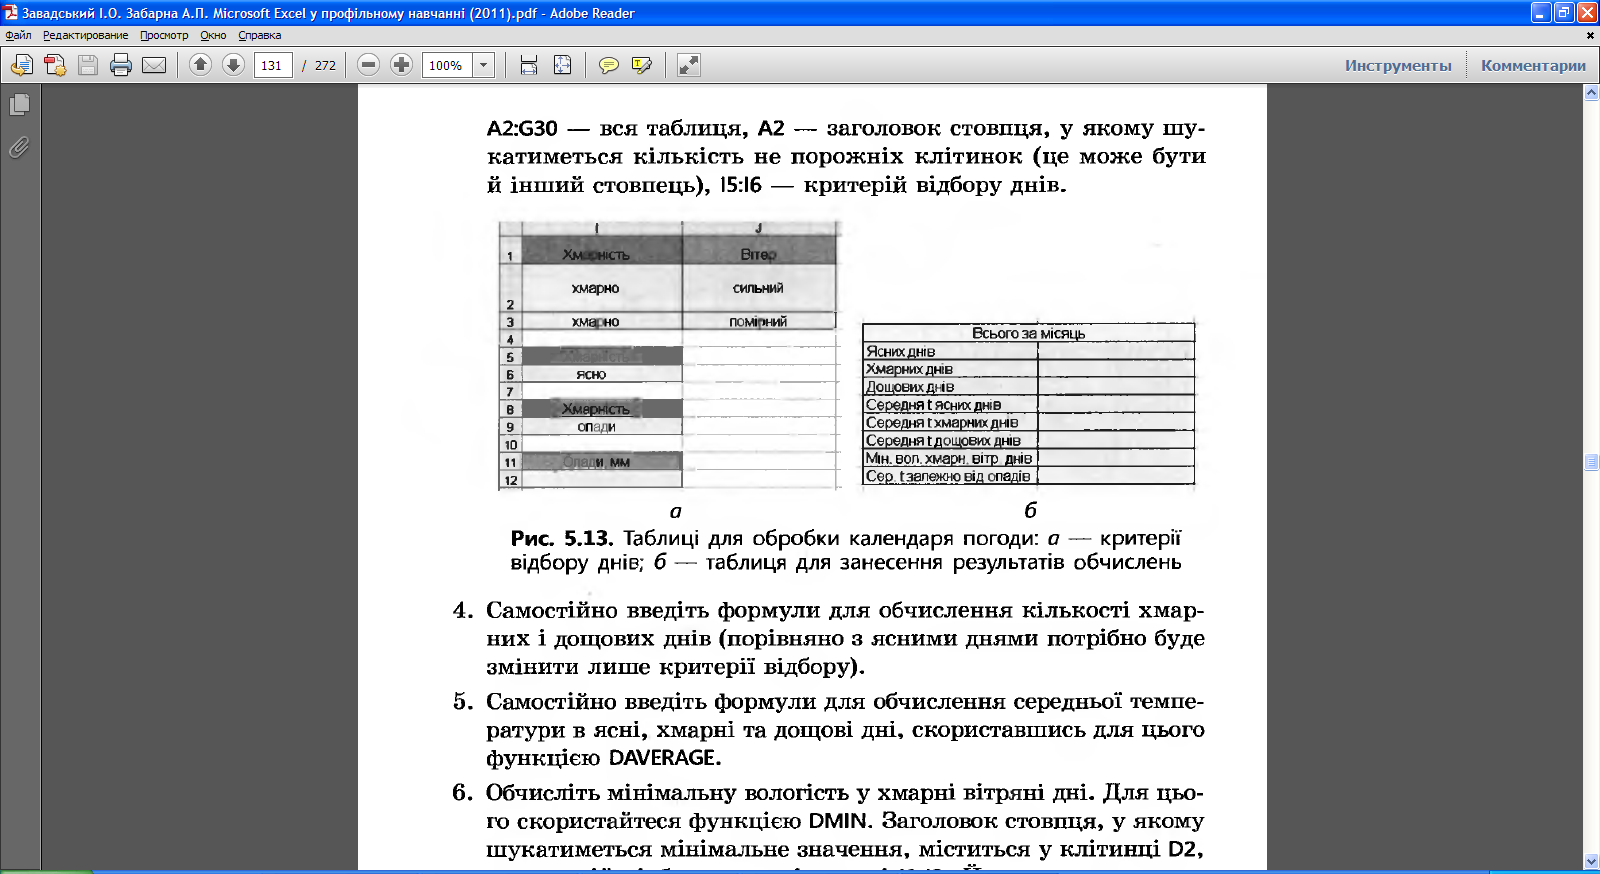 Завадський І.О. Забарна А.П. Microsoft Excel у профільному навчанні (2011).pdf - Adobe Reader
Файл Редактирование Просмотр Окно Справка
131 / 272 100% Инструменты Комментарии
A2:G30 — вся таблиця, A2 — заголовок стовпця, у якому шу-
катиметься кількість не порожніх клітинок (це може бути
й інший стовпець), I5:I6 — критерій відбору днів.
I J
1 Хмарність Вітер
2 хмарно сильний
3 хмарно помірний
4
5
6 ясно
7
8 Хмарність
9 опади
10
11 Опади, мм
12
Всього за місяць
Ясних днів
Хмарних днів
Дощових днів
Середня t ясних днів
Середня t хмарних днів
Середня t дощових днів
Мін. вол. хмарн. вітр. днів
Сер. t залежно від опадів
а б
Рис. 5.13. Таблиці для обробки календаря погоди: а — критерії
відбору днів; б — таблиця для занесення результатів обчислень
4. Самостійно введіть формули для обчислення кількості хмар-
них і дощових днів (порівняно з ясними днями потрібно буде
змінити лише критерії відбору).
5. Самостійно введіть формули для обчислення середньої темпе-
ратури в ясні, хмарні та дощові дні, скориставшись для цього
функцією DAVERAGE.
6. Обчисліть мінімальну вологість у хмарні вітряні дні. Для цьо-
го скористайтеся функцією DMIN. Заголовок стовпця, у якому
шукатиметься мінімальне значення, міститься у клітинці D2,